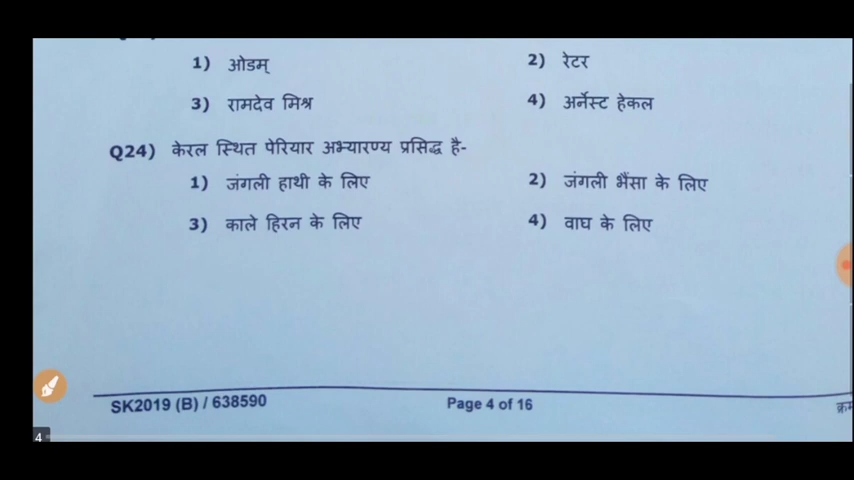 1) ओडम्
2) रेटर
3) रामदेव मिश्र
4) अर्नेस्ट हेकल
Q24) केरल स्थित पेरियार अभ्यारण्य प्रसिद्ध है-
1) जंगली हाथी के लिए
2) जंगली भैंसा के लिए
3) काले हिरन के लिए
4) वाघ के लिए
SK2019 (B) / 638590
Page 4 of 16
4